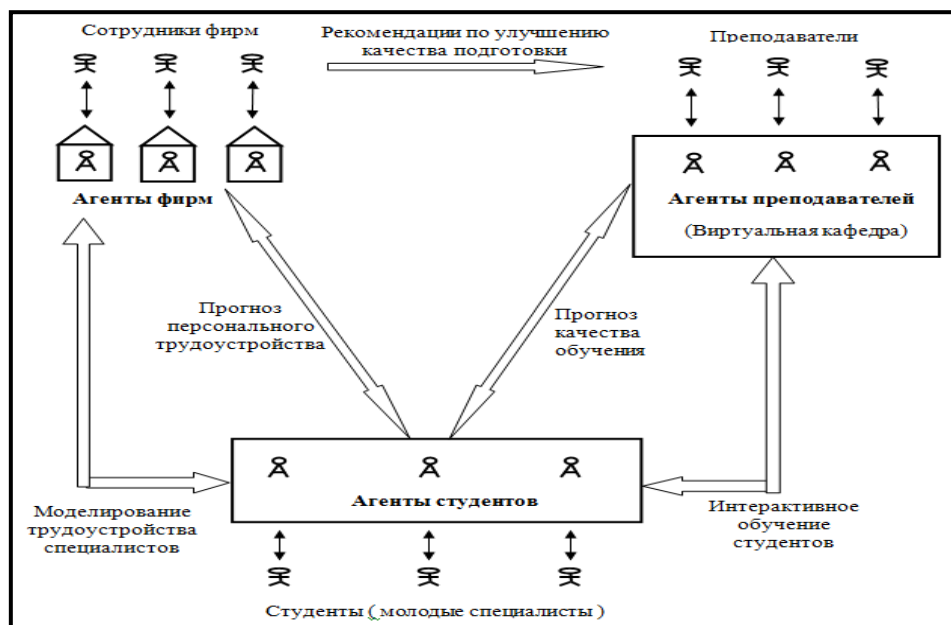 Сотрудники фирм
Рекомендации по улучшению
качества подготовки
Преподаватели
Агенты фирм
Агенты преподавателей
(Виртуальная кафедра)
Прогноз
персонального
трудоустройства
Прогноз
качества
обучения
Агенты студентов
Моделирование
трудоустройства
специалистов
Интерактивное
обучение
студентов
Студенты ( молодые специалисты )